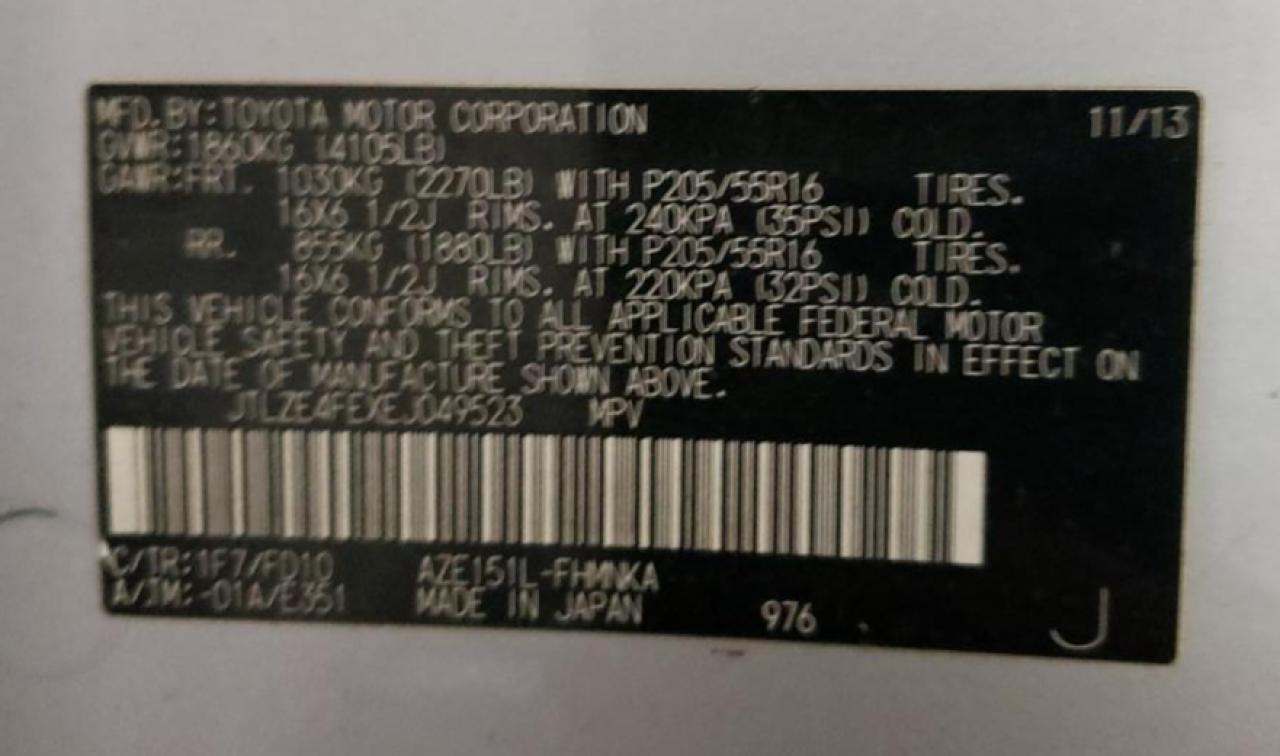 MFD. BY: TOYOTA MOTOR CORPORATION 11/13
GVWR: 1860KG (4105LB)
GAWR: FRT. 1030KG (2270LB) WITH P205/55R16 TIRES.
16X6 1/2J RIMS. AT 240KPA (35PSI) COLD.
RR. 855KG (1880LB) WITH P205/55R16 TIRES.
16X6 1/2J RIMS. AT 220KPA (32PSI) COLD.
THIS VEHICLE CONFORMS TO ALL APPLICABLE FEDERAL MOTOR
VEHICLE SAFETY AND THEFT PREVENTION STANDARDS IN EFFECT ON
THE DATE OF MANUFACTURE SHOWN ABOVE.
JTLZE4FEXEJ049523 MPV
C/TR: 1F7/FD10 AZE151L-FHMNKA
A/TM: -01A/E351 MADE IN JAPAN 976 J